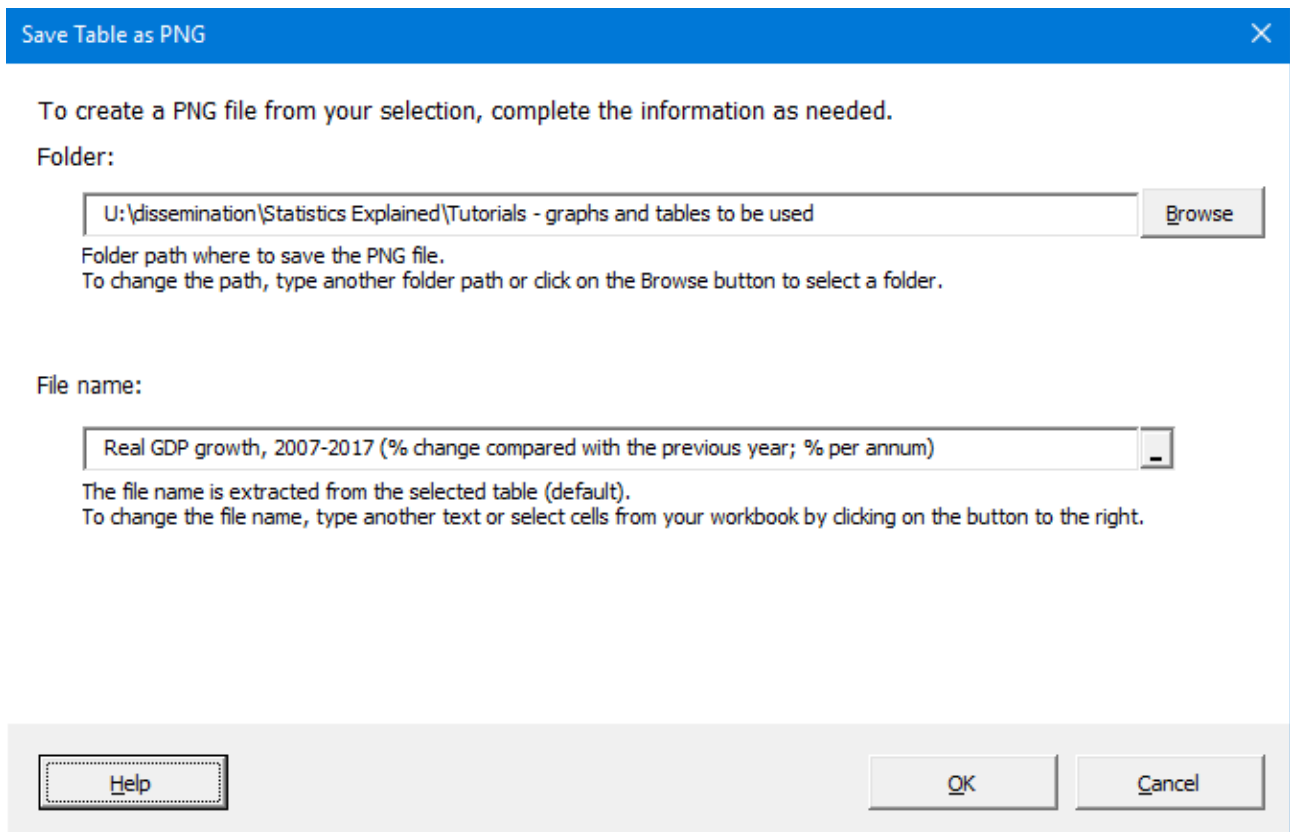 Save Table as PNG
To create a PNG file from your selection, complete the information as needed.
Folder:
U:\dissemination\Statistics Explained\Tutorials - graphs and tables to be used
Browse
Folder path where to save the PNG file.
To change the path, type another folder path or click on the Browse button to select a folder.
File name:
Real GDP growth, 2007-2017 (% change compared with the previous year; % per annum)
_
The file name is extracted from the selected table (default).
To change the file name, type another text or select cells from your workbook by clicking on the button to the right.
Help
OK
Cancel